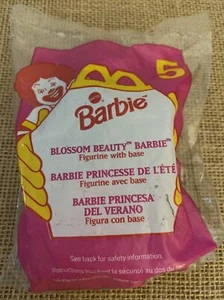 5
MATTEL
Barbie
BLOSSOM BEAUTY™ BARBIE™
Figurine with base
BARBIE PRINCESSE DE L'ÉTÉ
Figurine avec base
BARBIE PRINCESA
DEL VERANO
Figura con base
See back for safety information.